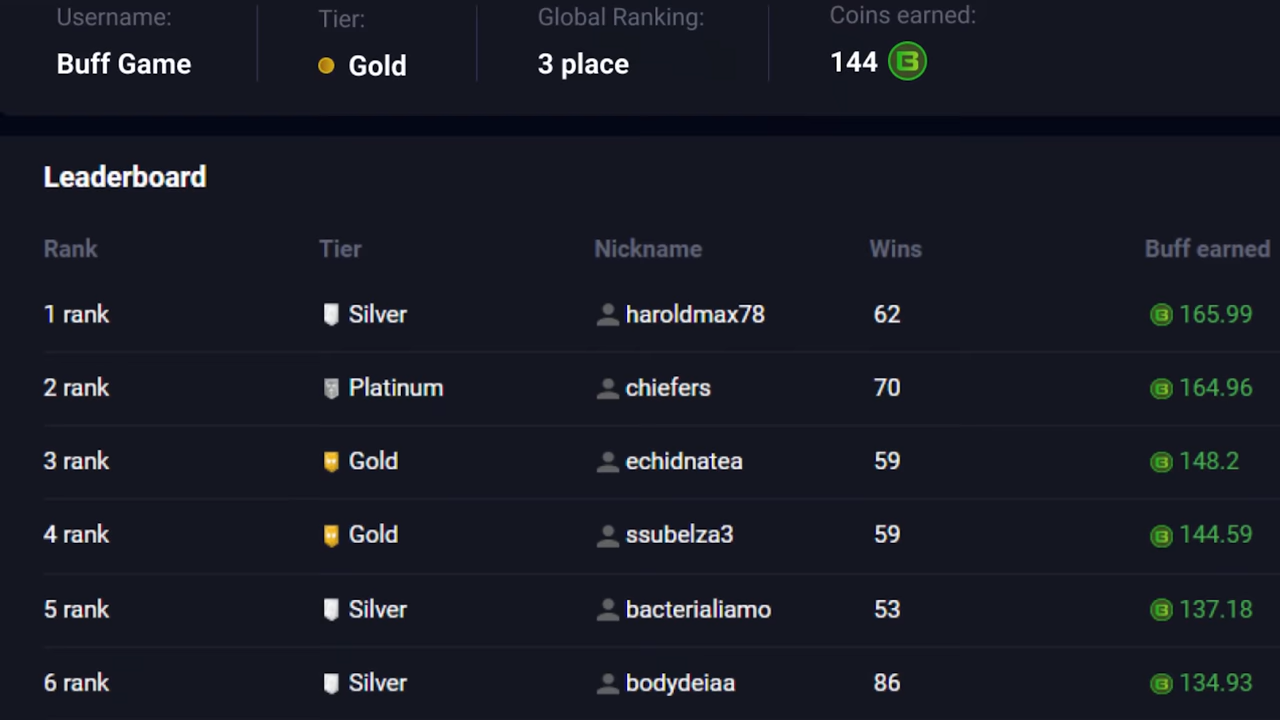 Username: Tier: Global Ranking: Coins earned:
Buff Game Gold 3 place 144
Leaderboard
Rank Tier Nickname Wins Buff earned
1 rank Silver haroldmax78 62 165.99
2 rank Platinum chiefers 70 164.96
3 rank Gold echidnatea 59 148.2
4 rank Gold ssubelza3 59 144.59
5 rank Silver bacterialiamo 53 137.18
6 rank Silver bodydeiaa 86 134.93